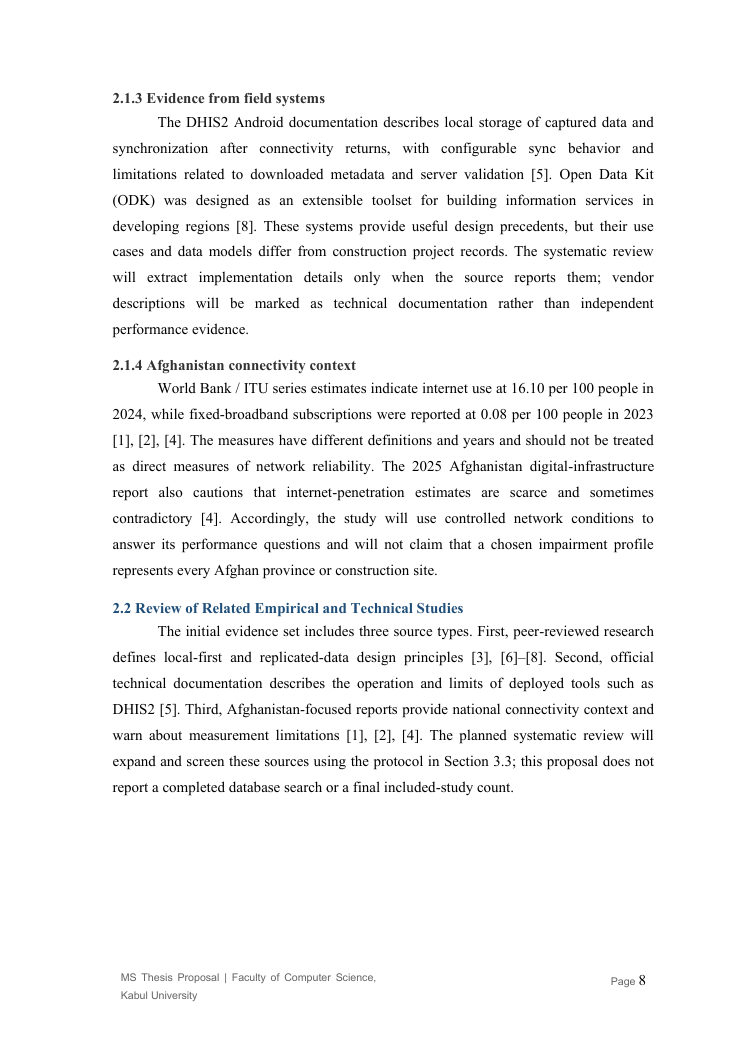 2.1.3 Evidence from field systems
The DHIS2 Android documentation describes local storage of captured data and
synchronization after connectivity returns, with configurable sync behavior and
limitations related to downloaded metadata and server validation [5]. Open Data Kit
(ODK) was designed as an extensible toolset for building information services in
developing regions [8]. These systems provide useful design precedents, but their use
cases and data models differ from construction project records. The systematic review
will extract implementation details only when the source reports them; vendor
descriptions will be marked as technical documentation rather than independent
performance evidence.
2.1.4 Afghanistan connectivity context
World Bank / ITU series estimates indicate internet use at 16.10 per 100 people in
2024, while fixed-broadband subscriptions were reported at 0.08 per 100 people in 2023
[1], [2], [4]. The measures have different definitions and years and should not be treated
as direct measures of network reliability. The 2025 Afghanistan digital-infrastructure
report also cautions that internet-penetration estimates are scarce and sometimes
contradictory [4]. Accordingly, the study will use controlled network conditions to
answer its performance questions and will not claim that a chosen impairment profile
represents every Afghan province or construction site.
2.2 Review of Related Empirical and Technical Studies
The initial evidence set includes three source types. First, peer-reviewed research
defines local-first and replicated-data design principles [3], [6]–[8]. Second, official
technical documentation describes the operation and limits of deployed tools such as
DHIS2 [5]. Third, Afghanistan-focused reports provide national connectivity context and
warn about measurement limitations [1], [2], [4]. The planned systematic review will
expand and screen these sources using the protocol in Section 3.3; this proposal does not
report a completed database search or a final included-study count.
MS Thesis Proposal | Faculty of Computer Science,
Kabul University
Page 8